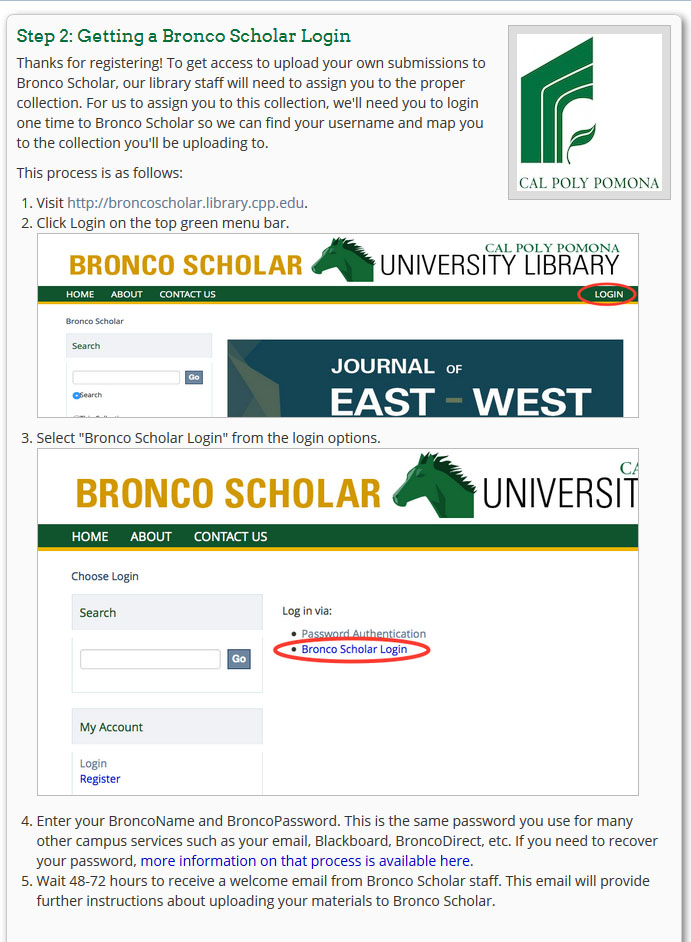 Step 2: Getting a Bronco Scholar Login
Thanks for registering! To get access to upload your own submissions to
Bronco Scholar, our library staff will need to assign you to the proper
collection. For us to assign you to this collection, we'll need you to login
one time to Bronco Scholar so we can find your username and map you
to the collection you'll be uploading to.
CAL POLY POMONA
This process is as follows:
1. Visit http://broncoscholar.library.cpp.edu.
2. Click Login on the top green menu bar.
BRONCO SCHOLAR CAL POLY POMONA
UNIVERSITY LIBRARY
HOME ABOUT CONTACT US LOGIN
Bronco Scholar
Search
Go
Search
JOURNAL OF
EAST - WEST
3. Select "Bronco Scholar Login" from the login options.
BRONCO SCHOLAR UNIVERSIT
CA
HOME ABOUT CONTACT US
Choose Login
Search
Go
Log in via:
Password Authentication
Bronco Scholar Login
My Account
Login
Register
4. Enter your BroncoName and BroncoPassword. This is the same password you use for many
other campus services such as your email, Blackboard, BroncoDirect, etc. If you need to recover
your password, more information on that process is available here.
5. Wait 48-72 hours to receive a welcome email from Bronco Scholar staff. This email will provide
further instructions about uploading your materials to Bronco Scholar.